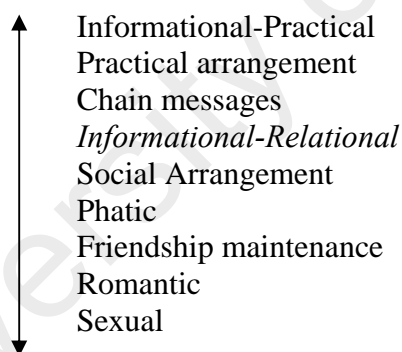 Informational-Practical
Practical arrangement
Chain messages
Informational-Relational
Social Arrangement
Phatic
Friendship maintenance
Romantic
Sexual